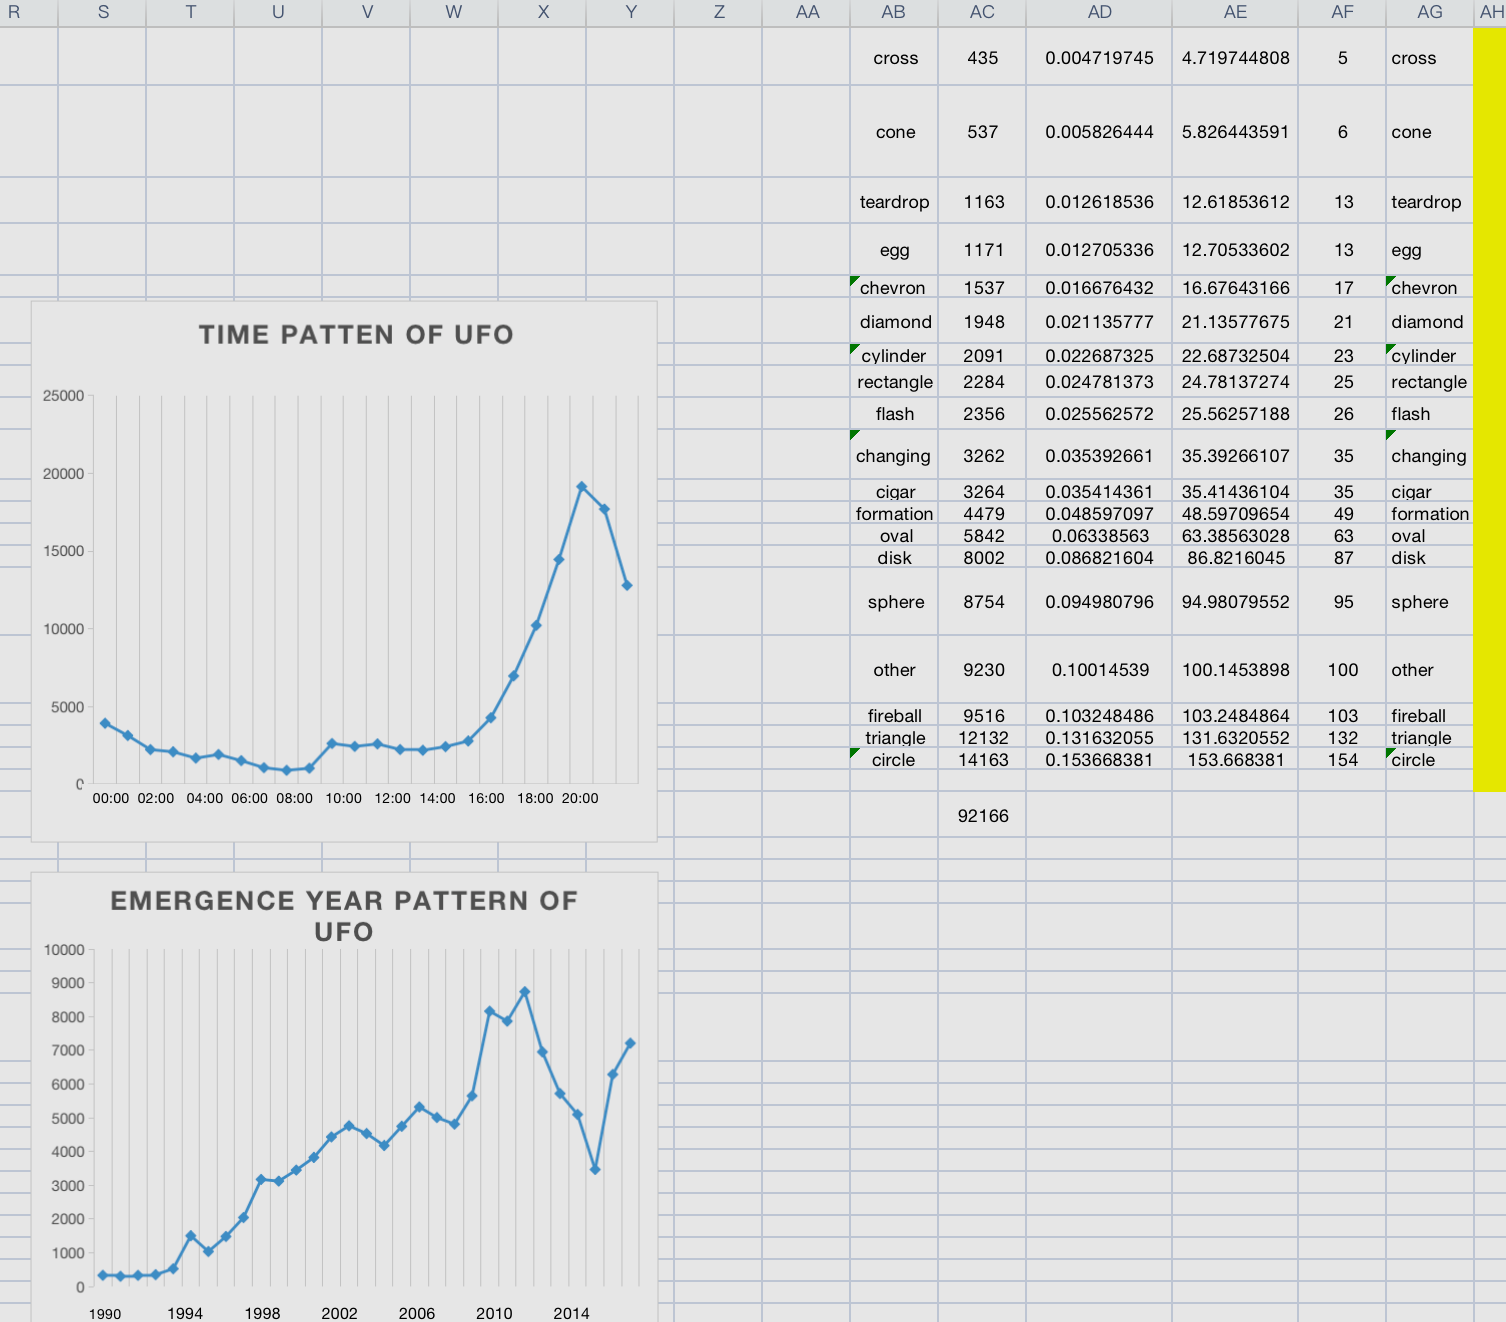 R S T U V W X Y Z AA AB AC AD AE AF AG AH
cross 435 0.004719745 4.719744808 5 cross
cone 537 0.005826444 5.826443591 6 cone
teardrop 1163 0.012618536 12.61853612 13 teardrop
egg 1171 0.012705336 12.70533602 13 egg
chevron 1537 0.016676432 16.67643166 17 chevron
diamond 1948 0.021135777 21.13577675 21 diamond
cylinder 2091 0.022687325 22.68732504 23 cylinder
rectangle 2284 0.024781373 24.78137274 25 rectangle
flash 2356 0.025562572 25.56257188 26 flash
changing 3262 0.035392661 35.39266107 35 changing
cigar 3264 0.035414361 35.41436104 35 cigar
formation 4479 0.048597097 48.59709654 49 formation
oval 5842 0.06338563 63.38563028 63 oval
disk 8002 0.086821604 86.8216045 87 disk
sphere 8754 0.094980796 94.98079552 95 sphere
other 9230 0.10014539 100.1453898 100 other
fireball 9516 0.103248486 103.2484864 103 fireball
triangle 12132 0.131632055 131.6320552 132 triangle
circle 14163 0.153668381 153.668381 154 circle
92166
TIME PATTEN OF UFO
25000
20000
15000
10000
5000
0
00:00 02:00 04:00 06:00 08:00 10:00 12:00 14:00 16:00 18:00 20:00
EMERGENCE YEAR PATTERN OF
UFO
10000
9000
8000
7000
6000
5000
4000
3000
2000
1000
0
1990 1994 1998 2002 2006 2010 2014